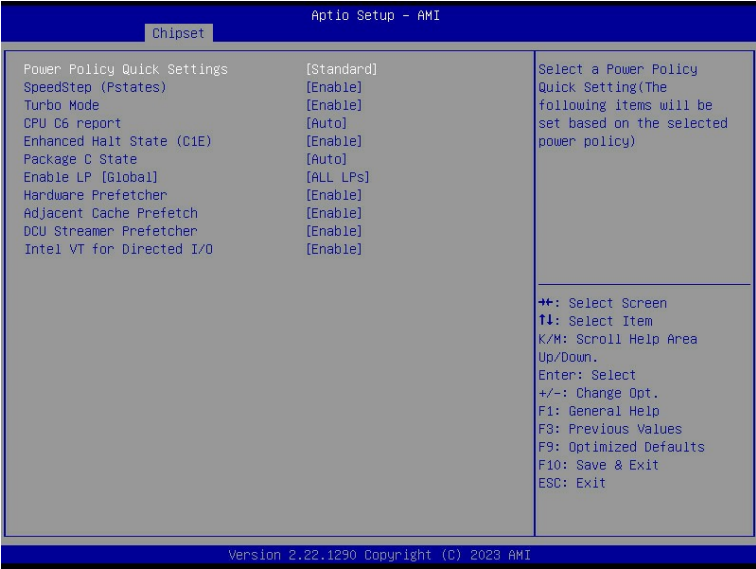 Aptio Setup – AMI
Chipset
Power Policy Quick Settings [Standard]
SpeedStep (Pstates) [Enable]
Turbo Mode [Enable]
CPU C6 report [Auto]
Enhanced Halt State (C1E) [Enable]
Package C State [Auto]
Enable LP [Global] [ALL LPs]
Hardware Prefetcher [Enable]
Adjacent Cache Prefetch [Enable]
DCU Streamer Prefetcher [Enable]
Intel VT for Directed I/O [Enable]
Select a Power Policy
Quick Setting(The
following items will be
set based on the selected
power policy)
→←: Select Screen
↑↓: Select Item
K/M: Scroll Help Area
Up/Down.
Enter: Select
+/-: Change Opt.
F1: General Help
F3: Previous Values
F9: Optimized Defaults
F10: Save & Exit
ESC: Exit
Version 2.22.1290 Copyright (C) 2023 AMI